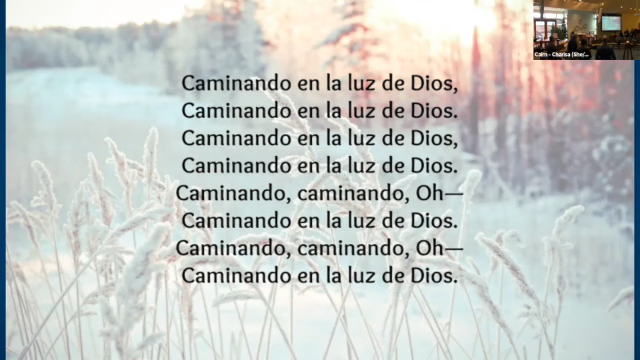 Caminando en la luz de Dios,
Caminando en la luz de Dios.
Caminando en la luz de Dios,
Caminando en la luz de Dios.
Caminando, caminando, Oh—
Caminando en la luz de Dios.
Caminando, caminando, Oh—
Caminando en la luz de Dios.